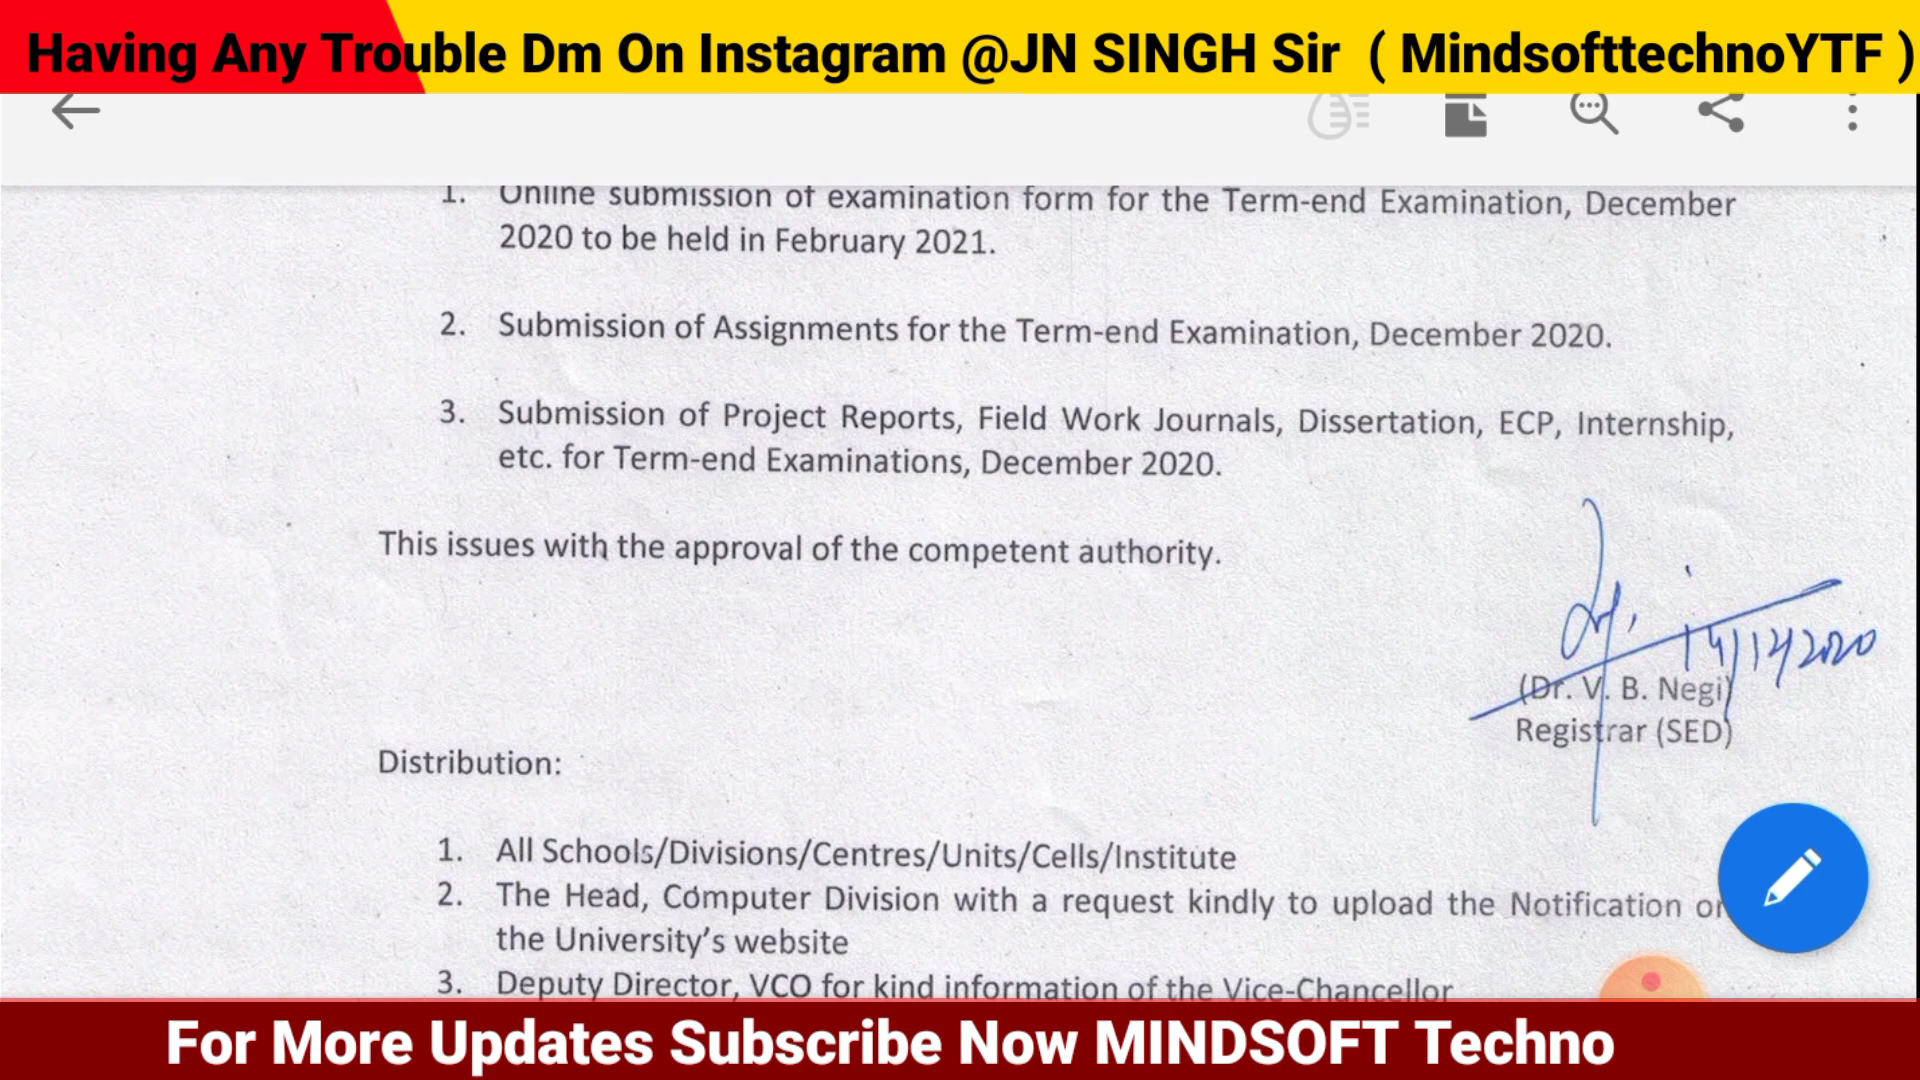 Having Any Trouble Dm On Instagram @JN SINGH Sir ( MindsofttechnoYTF )
1. Online submission of examination form for the Term-end Examination, December
2020 to be held in February 2021.
2. Submission of Assignments for the Term-end Examination, December 2020.
3. Submission of Project Reports, Field Work Journals, Dissertation, ECP, Internship,
etc. for Term-end Examinations, December 2020.
This issues with the approval of the competent authority.
(Dr. V. B. Negi)
Registrar (SED)
Distribution:
1. All Schools/Divisions/Centres/Units/Cells/Institute
2. The Head, Computer Division with a request kindly to upload the Notification on
the University's website
3. Deputy Director, VCO for kind information of the Vice-Chancellor
For More Updates Subscribe Now MINDSOFT Techno